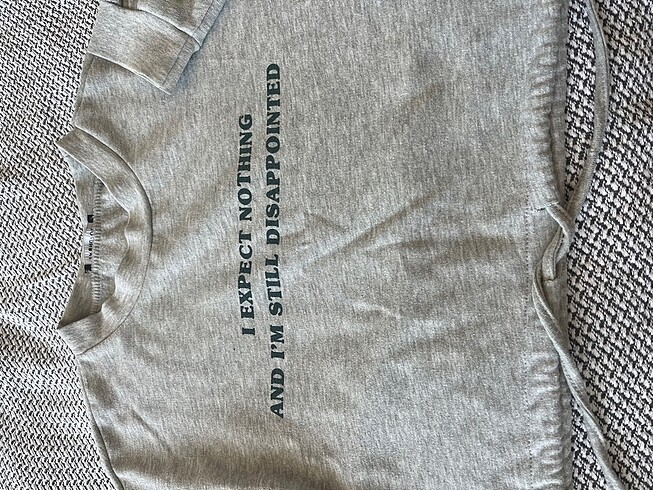 I EXPECT NOTHING
AND I'M STILL DISAPPOINTED